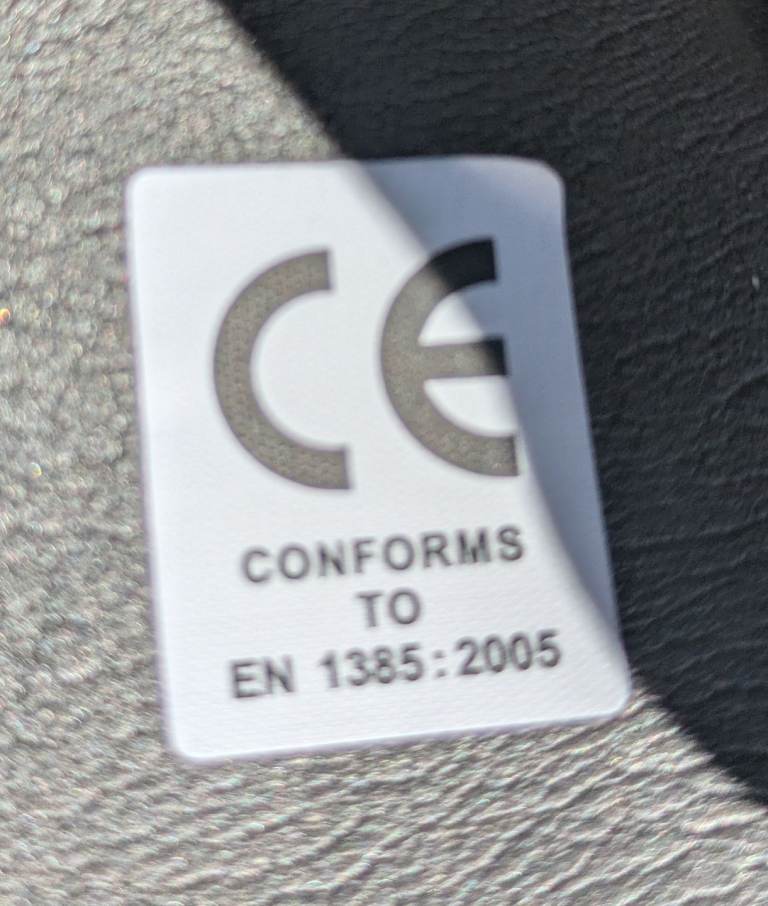 CE
CONFORMS
TO
EN 1385:2005